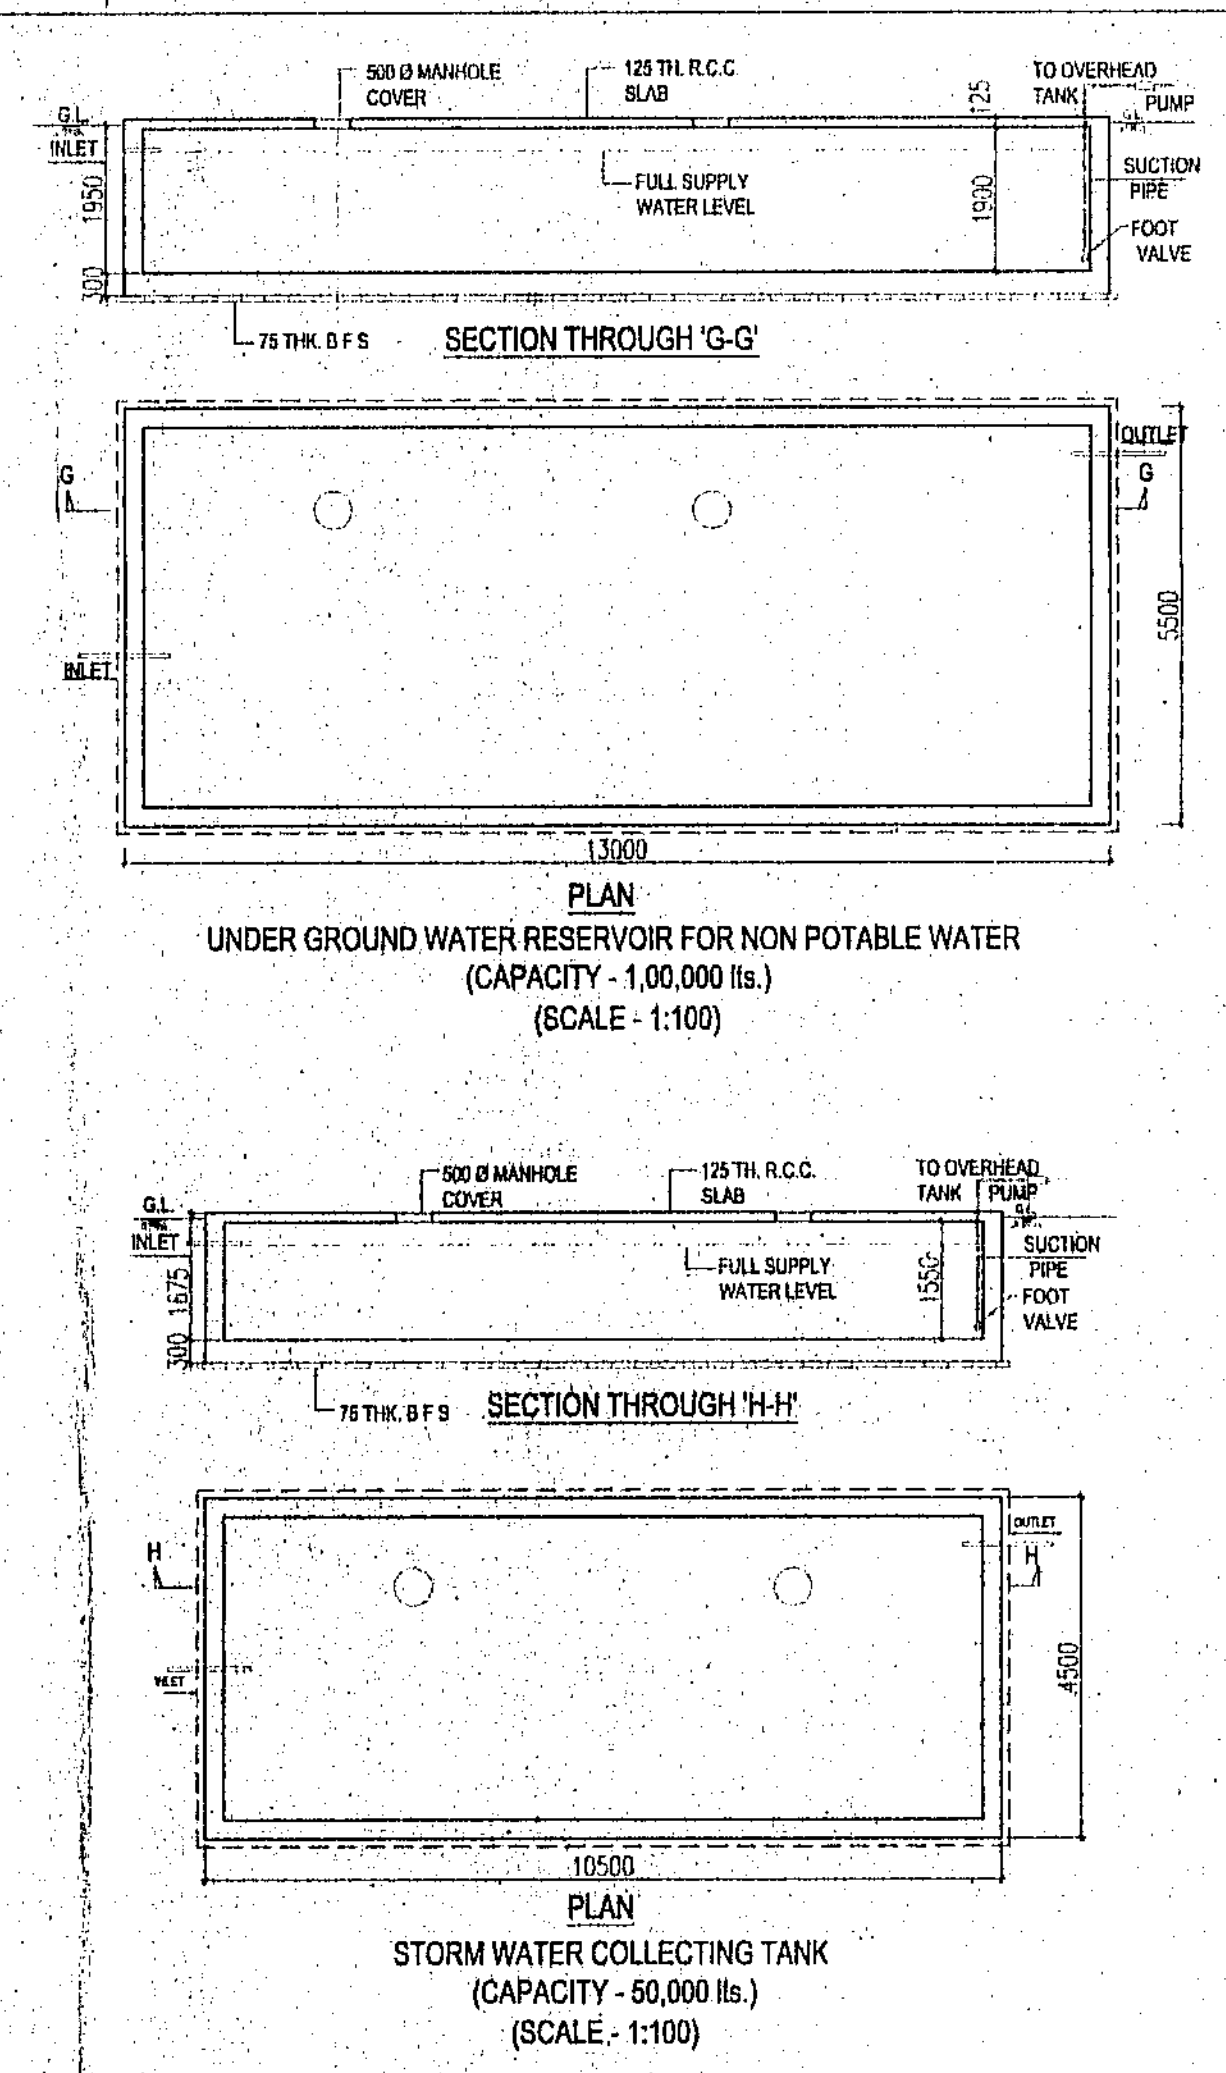 500 Ø MANHOLE
COVER
125 TH. R.C.C.
SLAB
125
TO OVERHEAD
TANK
PUMP
G.L.
G.L.
INLET
1950
300
FULL SUPPLY
WATER LEVEL
1900
SUCTION
PIPE
FOOT
VALVE
75 THK. B F S
SECTION THROUGH 'G-G'
OUTLET
G
G
INLET
5500
13000
PLAN
UNDER GROUND WATER RESERVOIR FOR NON POTABLE WATER
(CAPACITY - 1,00,000 lts.)
(SCALE - 1:100)
500 Ø MANHOLE
COVER
125 TH. R.C.C.
SLAB
TO OVERHEAD
TANK
PUMP
G.L.
G.L.
INLET
1675
300
FULL SUPPLY
WATER LEVEL
1550
SUCTION
PIPE
FOOT
VALVE
75 THK. B F S
SECTION THROUGH 'H-H'
OUTLET
H
H
INLET
4500
10500
PLAN
STORM WATER COLLECTING TANK
(CAPACITY - 50,000 lts.)
(SCALE - 1:100)